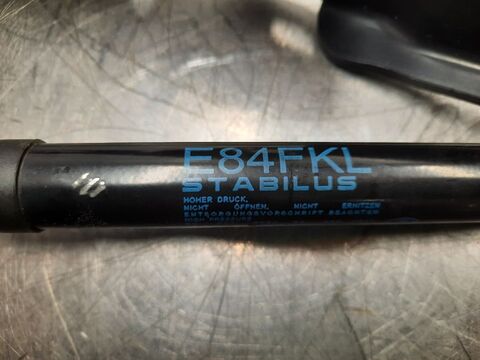 E84FKL
STABILUS
HOHER DRUCK.
NICHT ÖFFNEN, NICHT ERHITZEN
ENTSORGUNGSVORSCHRIFT BEACHTEN
HIGH PRESSURE